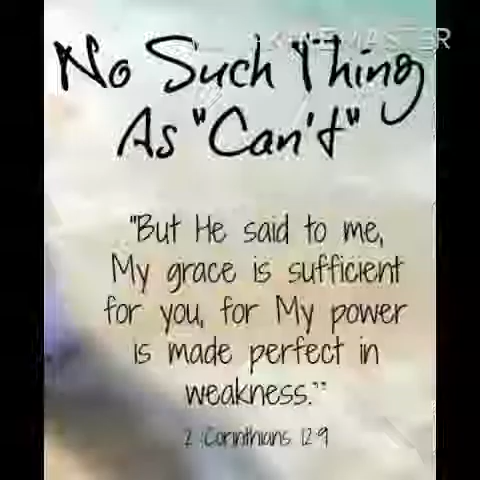 KINEMASTER
No Such Thing
As "Can't"
"But He said to me,
My grace is sufficient
for you, for My power
is made perfect in
weakness.'"
2 Corinthians 12:9